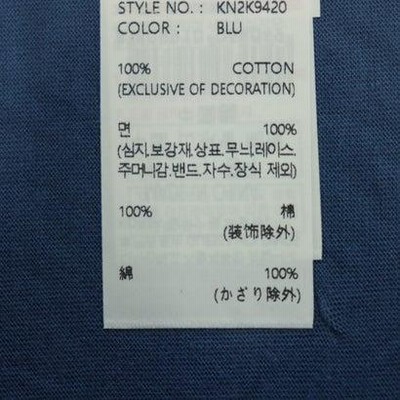 STYLE NO. : KN2K9420
COLOR : BLU
100% COTTON
(EXCLUSIVE OF DECORATION)
면 100%
(심지.보강재.상표.무늬.레이스.
주머니감.밴드.자수.장식 제외)
100% 棉
(装饰除外)
綿 100%
(かざり除外)